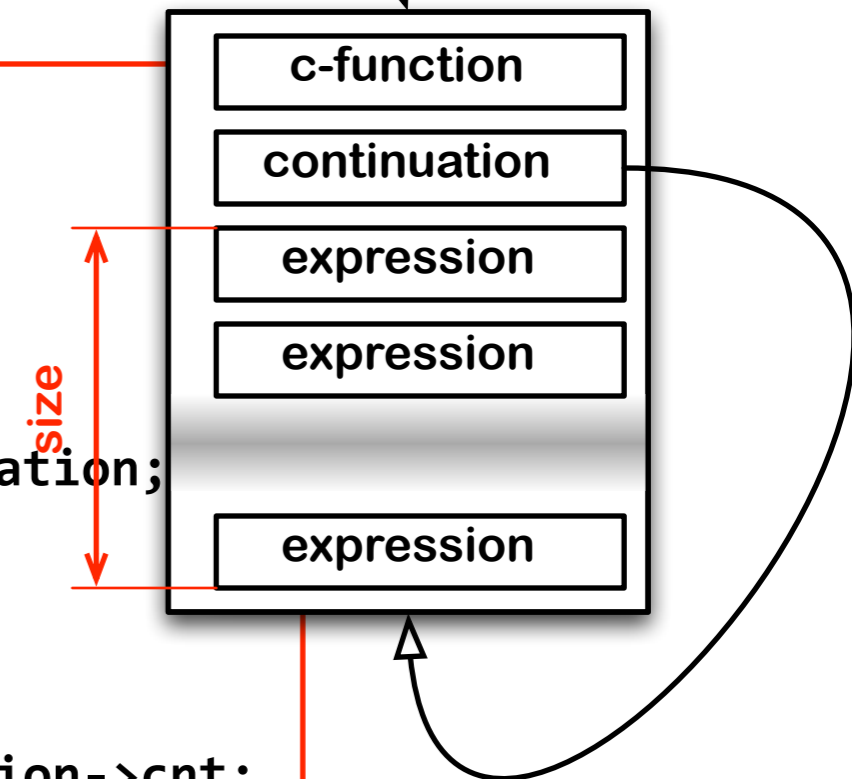 c-function
continuation
expression
expression
size
ation;
expression
ion->cnt;